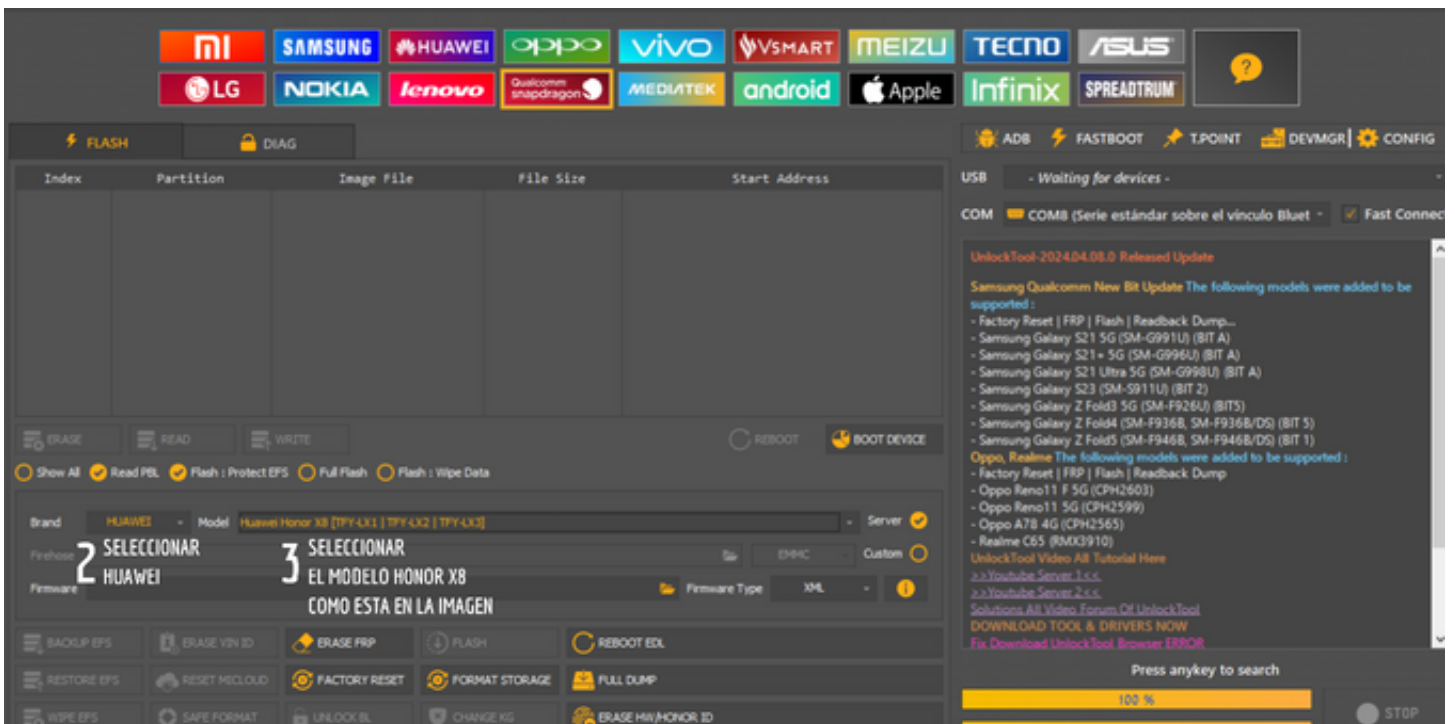 mi SAMSUNG HUAWEI oppo vivo VSMART MEIZU TECNO ASUS
LG NOKIA lenovo Qualcomm snapdragon MEDIATEK android Apple Infinix SPREADTRUM
FLASH DIAG
ADB FASTBOOT T.POINT DEVMGR CONFIG
Index Partition Image File File Size Start Address
USB - Waiting for devices -
COM COM8 (Serie estándar sobre el vínculo Bluet Fast Connec
UnlockTool-2024.04.08.0 Released Update
Samsung Qualcomm New Bit Update The following models were added to be
supported :
- Factory Reset | FRP | Flash | Readback Dump...
- Samsung Galaxy S21 5G (SM-G991U) (BIT A)
- Samsung Galaxy S21+ 5G (SM-G996U) (BIT A)
- Samsung Galaxy S21 Ultra 5G (SM-G998U) (BIT A)
- Samsung Galaxy S23 (SM-S911U) (BIT 2)
- Samsung Galaxy Z Fold3 5G (SM-F926U) (BIT5)
- Samsung Galaxy Z Fold4 (SM-F936B, SM-F936B/DS) (BIT 5)
- Samsung Galaxy Z Fold5 (SM-F946B, SM-F946B/DS) (BIT 1)
Oppo, Realme The following models were added to be supported :
- Factory Reset | FRP | Flash | Readback Dump
- Oppo Reno11 F 5G (CPH2603)
- Oppo Reno11 5G (CPH2599)
- Oppo A78 4G (CPH2565)
- Realme C65 (RMX3910)
UnlockTool Video All Tutorial Here
>>Youtube Server 1<<
>>Youtube Server 2<<
Solutions All Video Forum Of UnlockTool
DOWNLOAD TOOL & DRIVERS NOW
Fix Download UnlockTool Browser ERROR
ERASE READ WRITE REBOOT BOOT DEVICE
Show All Read PBL Flash : Protect EFS Full Flash Flash : Wipe Data
Brand HUAWEI Model Huawei Honor X8 [TFY-LX1 | TFY-LX2 | TFY-LX3] Server
Firehose EMMC Custom
2 SELECCIONAR
HUAWEI
3 SELECCIONAR
EL MODELO HONOR X8
COMO ESTA EN LA IMAGEN
Firmware Firmware Type XML
BACKUP EFS ERASE VIN ID ERASE FRP FLASH REBOOT EDL
RESTORE EFS RESET MICLOUD FACTORY RESET FORMAT STORAGE FULL DUMP
WIPE EFS SAFE FORMAT UNLOCK BL CHANGE KG ERASE HW/HONOR ID
Press anykey to search
100 %
STOP